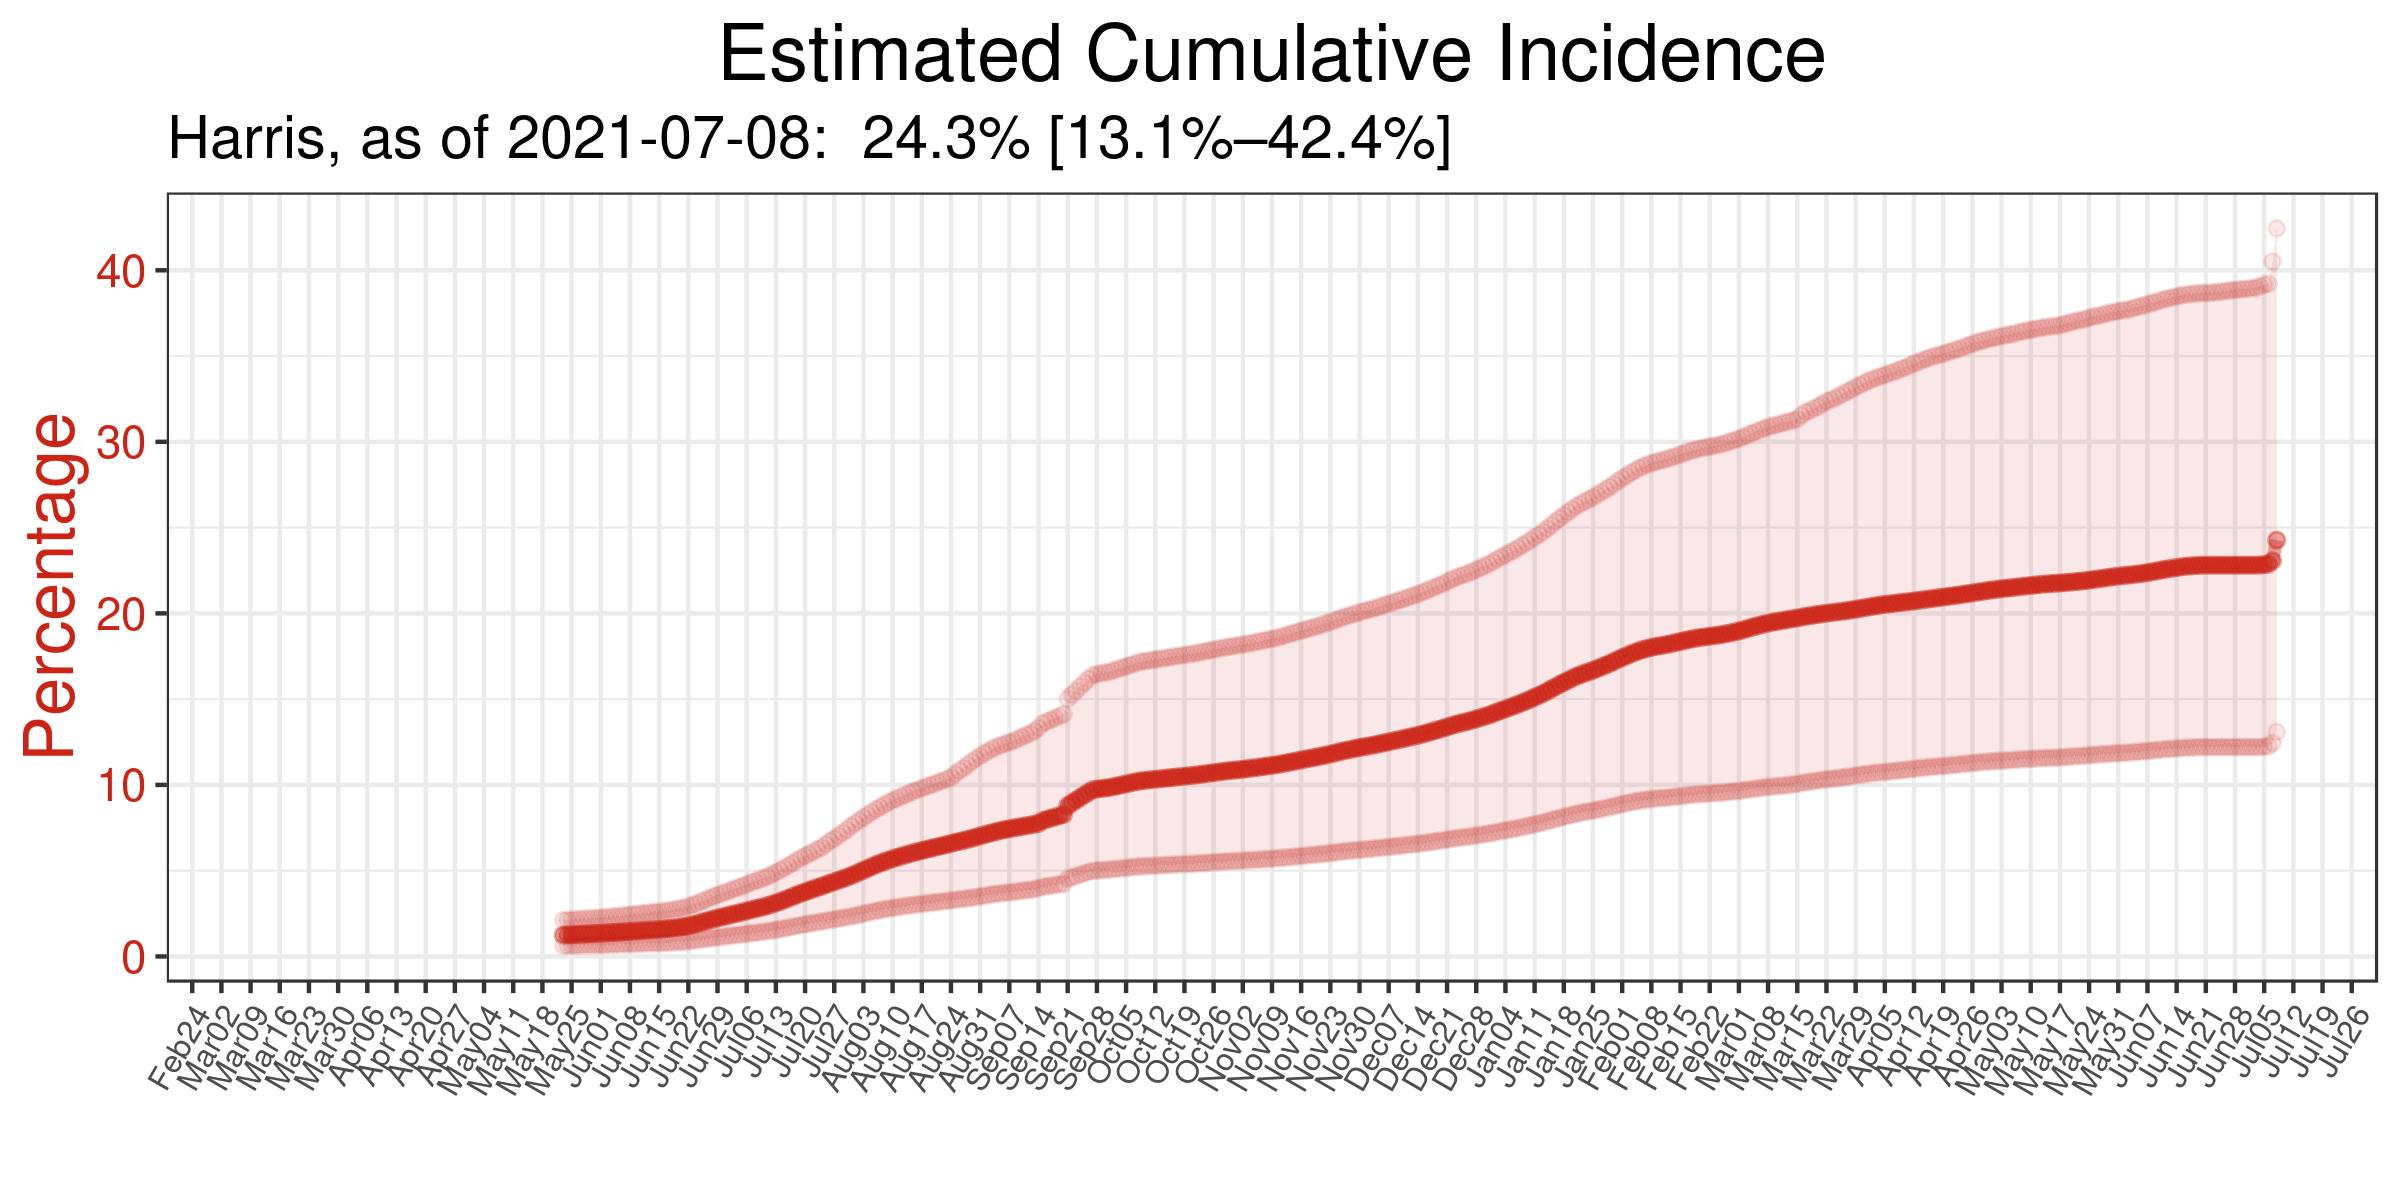 Estimated Cumulative Incidence
Harris, as of 2021-07-08:  24.3% [13.1%–42.4%]
Percentage
40
30
20
10
0
Feb24
Mar02
Mar09
Mar16
Mar23
Mar30
Apr06
Apr13
Apr20
Apr27
May04
May11
May18
May25
Jun01
Jun08
Jun15
Jun22
Jun29
Jul06
Jul13
Jul20
Jul27
Aug03
Aug10
Aug17
Aug24
Aug31
Sep07
Sep14
Sep21
Sep28
Oct05
Oct12
Oct19
Oct26
Nov02
Nov09
Nov16
Nov23
Nov30
Dec07
Dec14
Dec21
Dec28
Jan04
Jan11
Jan18
Jan25
Feb01
Feb08
Feb15
Feb22
Mar01
Mar08
Mar15
Mar22
Mar29
Apr05
Apr12
Apr19
Apr26
May03
May10
May17
May24
May31
Jun07
Jun14
Jun21
Jun28
Jul05
Jul12
Jul19
Jul26